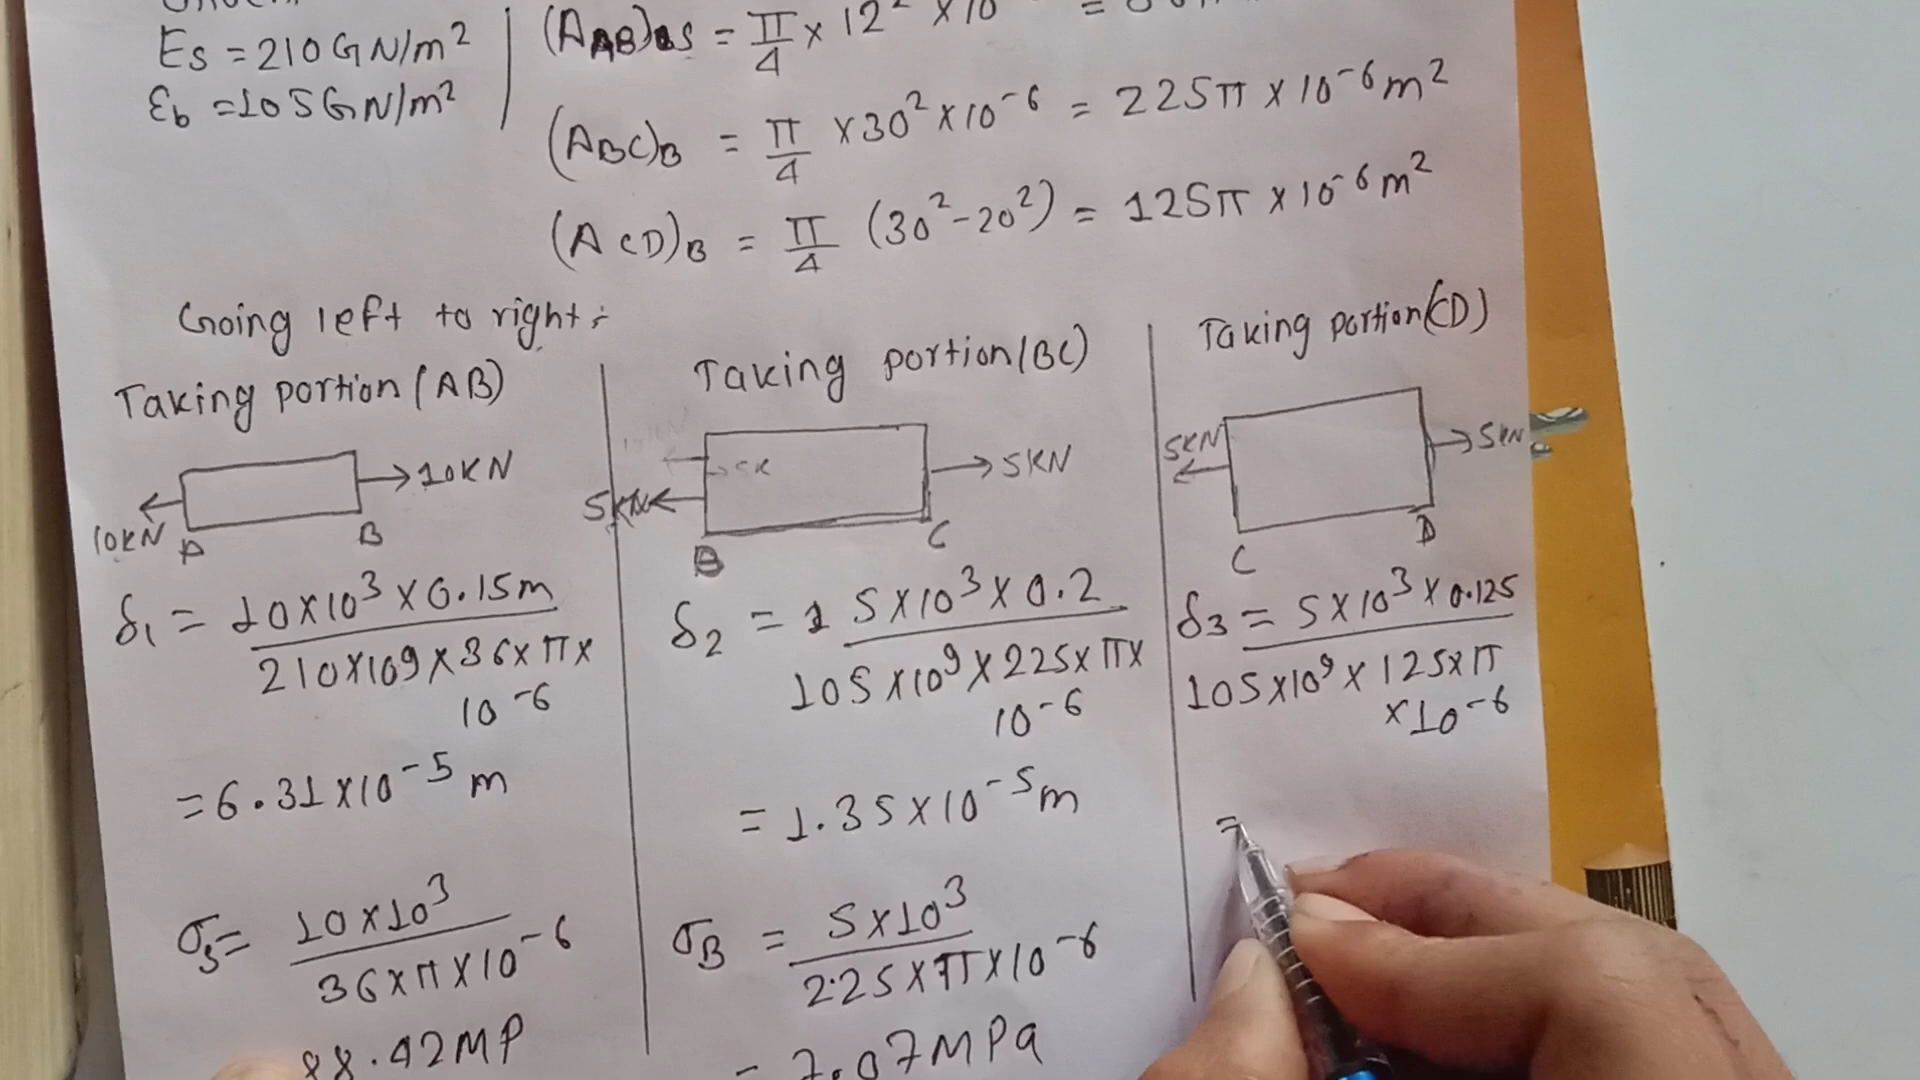 Es = 210 GN/m²
Eb = 105 GN/m²
= π/4 × 12² × 10
(ABC)B = π/4 × 30² × 10⁻⁶ = 225π × 10⁻⁶ m²
(ACD)B = π/4 (30² - 20²) = 125π × 10⁻⁶ m²
Going left to right:
Taking portion (AB)
10KN
10KN
A
B
δ₁ = 10×10³ × 0.15m
210×10⁹ × 36×π×
10⁻⁶
= 6.31×10⁻⁵ m
σs = 10×10³
36×π×10⁻⁶
88.42MP
Taking portion (BC)
5K
5KN
5KN
B
C
δ₂ = 5×10³ × 0.2
105×10⁹ × 225×π×
10⁻⁶
= 1.35×10⁻⁵ m
σB = 5×10³
225×π×10⁻⁶
= 7.07MPa
Taking portion (CD)
5KN
5KN
C
D
δ3 = 5×10³ × 0.125
105×10⁹ × 125×π
×10⁻⁶
=